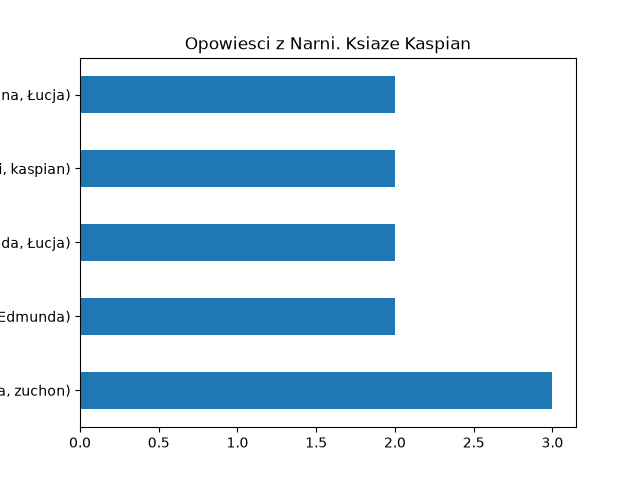 Opowiesci z Narni. Ksiaze Kaspian
na, Łucja)
i, kaspian)
da, Łucja)
Edmunda)
a, zuchon)
0.0 0.5 1.0 1.5 2.0 2.5 3.0